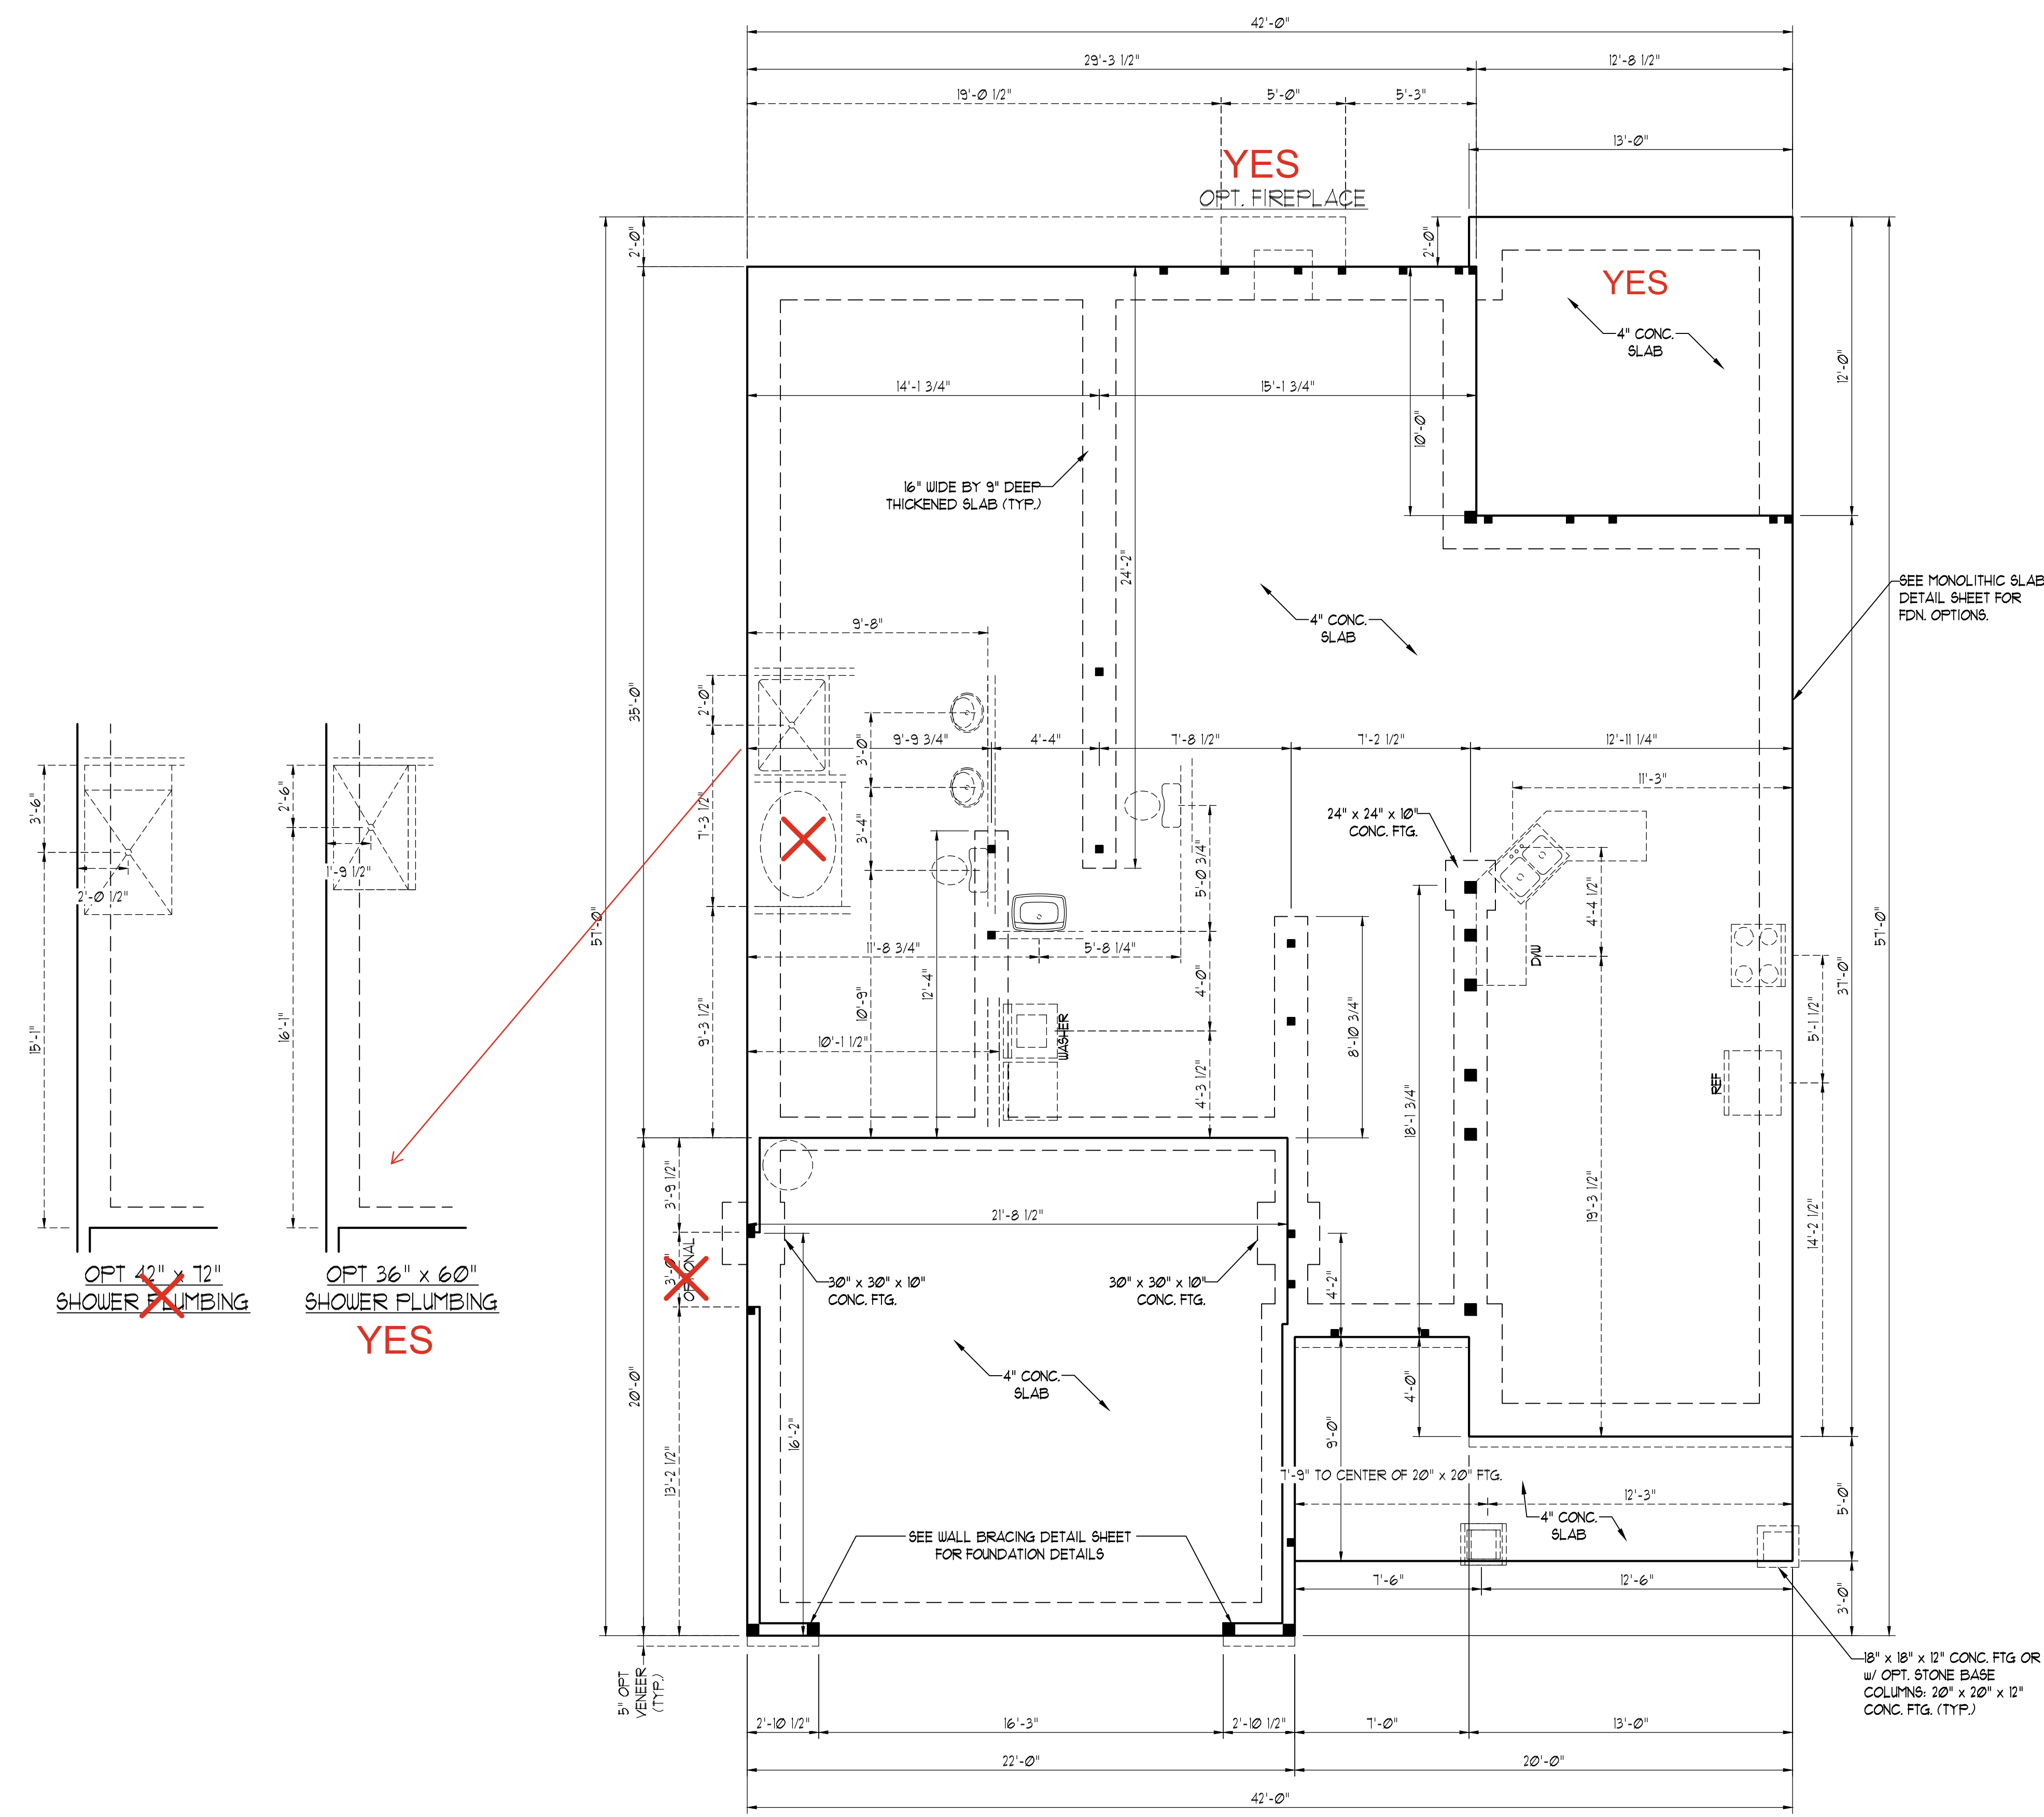 42'-0"
29'-3 1/2"
12'-8 1/2"
19'-0 1/2"
5'-0"
5'-3"
13'-0"
YES
OPT. FIREPLACE
2'-0"
2'-0"
YES
4" CONC.
SLAB
12'-0"
14'-1 3/4"
15'-1 3/4"
10'-0"
16" WIDE BY 9" DEEP
THICKENED SLAB (TYP.)
24'-2"
SEE MONOLITHIC SLAB
DETAIL SHEET FOR
FDN. OPTIONS.
4" CONC.
SLAB
9'-8"
35'-0"
2'-0"
9'-9 3/4"
4'-4"
7'-8 1/2"
7'-2 1/2"
12'-11 1/4"
3'-0"
11'-3"
7'-3 1/2"
3'-4"
24" x 24" x 10"
CONC. FTG.
3'-6"
2'-6"
1'-9 1/2"
2'-0 1/2"
5'-0 3/4"
4'-4 1/2"
57'-0"
57'-0"
11'-8 3/4"
5'-8 1/4"
D/W
37'-0"
12'-4"
4'-0"
10'-9"
9'-3 1/2"
10'-1 1/2"
WASHER
8'-10 3/4"
5'-1 1/2"
15'-1"
16'-1"
4'-3 1/2"
18'-1 3/4"
REF
3'-9 1/2"
21'-8 1/2"
19'-3 1/2"
14'-2 1/2"
OPT 42" x 72"
SHOWER PLUMBING
OPT 36" x 60"
SHOWER PLUMBING
YES
3'-0"
OPTIONAL
30" x 30" x 10"
CONC. FTG.
30" x 30" x 10"
CONC. FTG.
4'-2"
4" CONC.
SLAB
20'-0"
4'-0"
16'-2"
9'-0"
13'-2 1/2"
7'-9" TO CENTER OF 20" x 20" FTG.
12'-3"
5'-0"
4" CONC.
SLAB
SEE WALL BRACING DETAIL SHEET
FOR FOUNDATION DETAILS
7'-6"
12'-6"
3'-0"
5" OPT
VENEER
(TYP.)
18" x 18" x 12" CONC. FTG OR
w/ OPT. STONE BASE
COLUMNS: 20" x 20" x 12"
CONC. FTG. (TYP.)
2'-10 1/2"
16'-3"
2'-10 1/2"
7'-0"
13'-0"
22'-0"
20'-0"
42'-0"